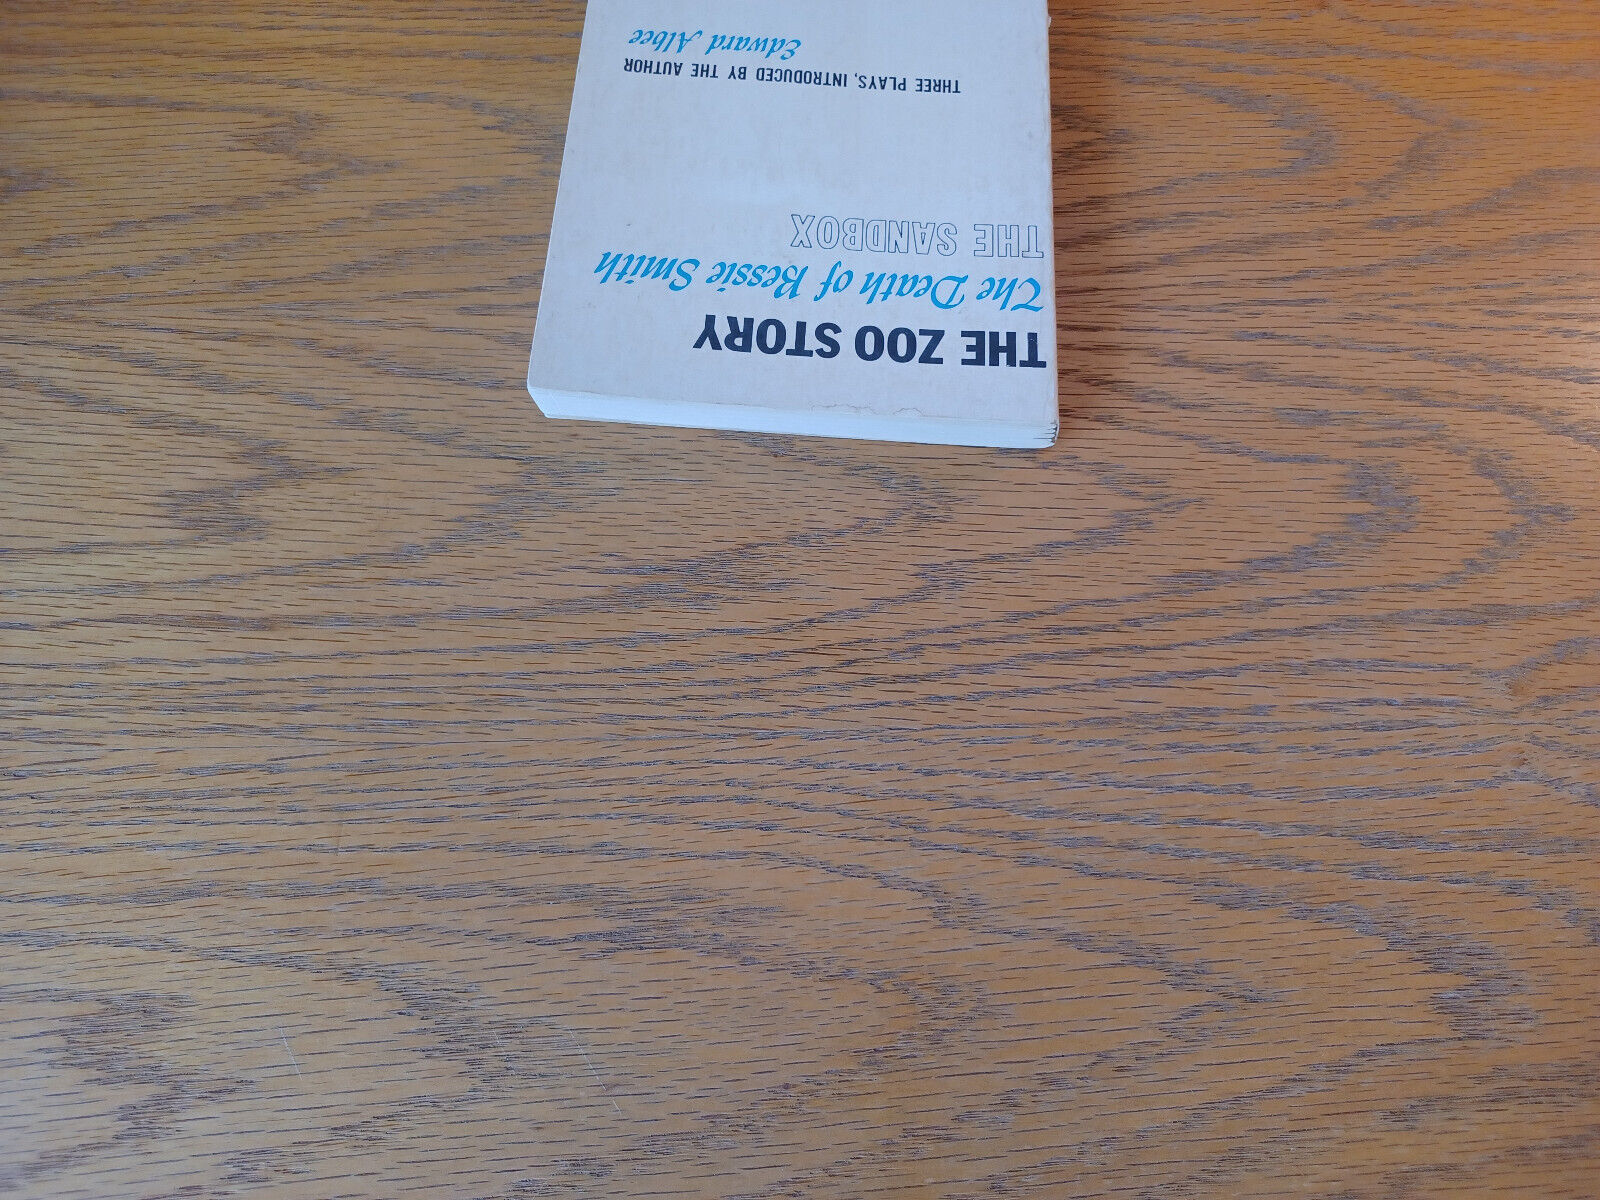 THE ZOO STORY
The Death of Bessie Smith
THE SANDBOX
THREE PLAYS, INTRODUCED BY THE AUTHOR
Edward Albee